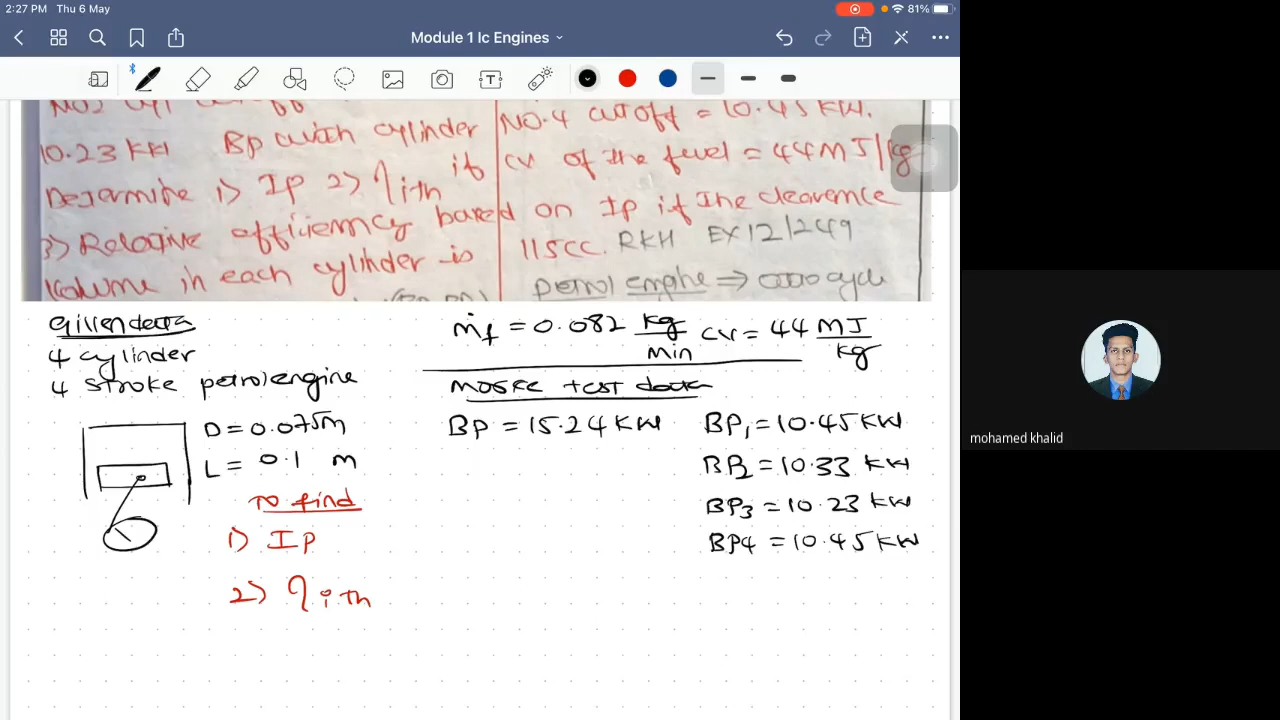 2:27 PM Thu 6 May
81%
Module 1 Ic Engines
10.23 KW BP with cylinder NO.4 cutoff = 10.45 KW.
if CV of the fuel = 44 MJ/kg
Determine 1) IP 2) ηith
3) Relative efficiency based on IP if the clearence
volume in each cylinder is 115CC. RKH EX 12/249
petrol engine ⇒ otto cycle
Given data
4 cylinder
4 stroke petrol engine
D = 0.075m
L = 0.1 m
To find
1) IP
2) ηith
ṁf = 0.082 kg/min CV = 44 MJ/kg
morse test data
BP = 15.24 KW
BP1 = 10.45 KW
BP2 = 10.33 KW
BP3 = 10.23 KW
BP4 = 10.45 KW
mohamed khalid